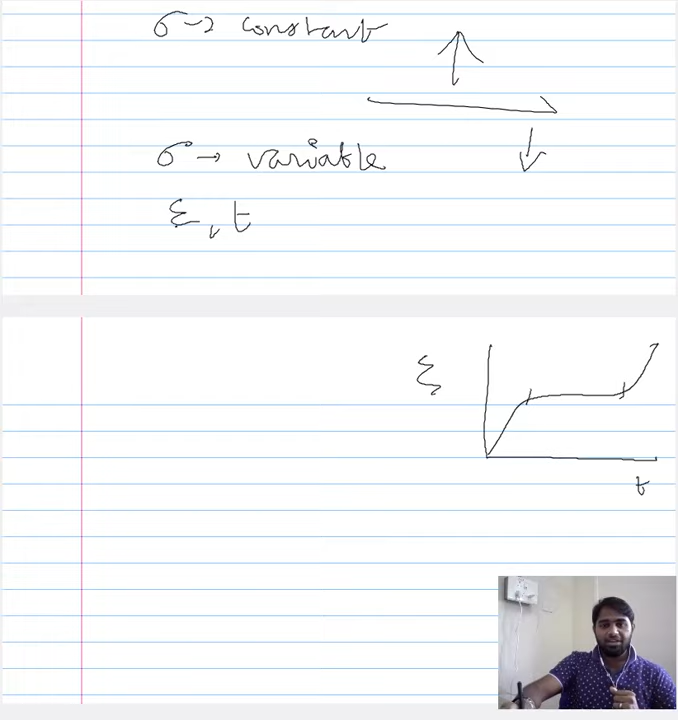 σ → constant
σ → variable
ε, t
ε
t